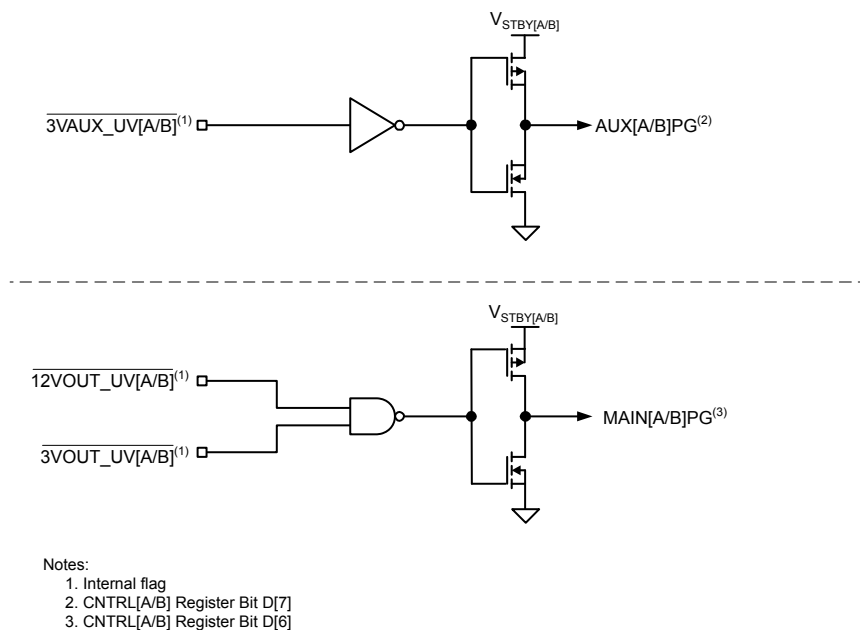 V_STBY[A/B]
3VAUX_UV[A/B](1)
AUX[A/B]PG(2)
V_STBY[A/B]
12VOUT_UV[A/B](1)
MAIN[A/B]PG(3)
3VOUT_UV[A/B](1)
Notes:
1. Internal flag
2. CNTRL[A/B] Register Bit D[7]
3. CNTRL[A/B] Register Bit D[6]